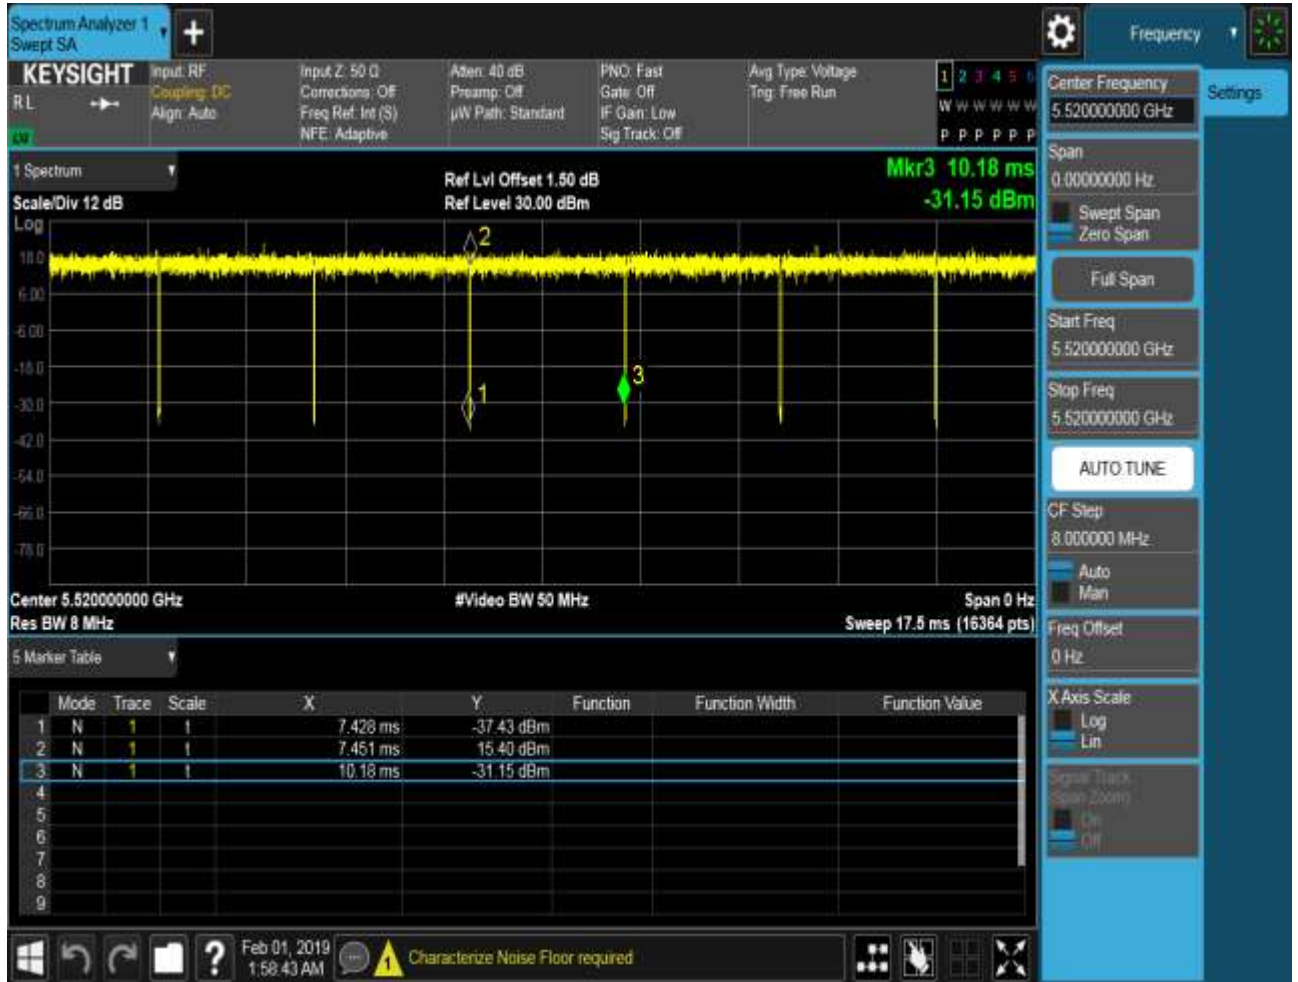 Spectrum Analyzer 1
Swept SA
Frequency
KEYSIGHT
RL
Input: RF
Coupling: DC
Align: Auto
Input Z: 50 Ω
Corrections: Off
Freq Ref: Int (S)
NFE: Adaptive
Atten: 40 dB
Preamp: Off
µW Path: Standard
PNO: Fast
Gate: Off
IF Gain: Low
Sig Track: Off
Avg Type: Voltage
Trig: Free Run
1 2 3 4 5 6
W W W W W W
P P P P P P
1 Spectrum
Scale/Div 12 dB
Log
Ref Lvl Offset 1.50 dB
Ref Level 30.00 dBm
Mkr3 10.18 ms
-31.15 dBm
18.0
6.00
-6.00
-18.0
-30.0
-42.0
-54.0
-66.0
-78.0
2
1
3
Center 5.520000000 GHz
Res BW 8 MHz
#Video BW 50 MHz
Span 0 Hz
Sweep 17.5 ms (16364 pts)
5 Marker Table
Mode Trace Scale X Y Function Function Width Function Value
1 N 1 t 7.428 ms -37.43 dBm
2 N 1 t 7.451 ms 15.40 dBm
3 N 1 t 10.18 ms -31.15 dBm
4
5
6
7
8
9
Feb 01, 2019
1:58:43 AM
?
1
Characterize Noise Floor required
Center Frequency
5.520000000 GHz
Settings
Span
0.00000000 Hz
Swept Span
Zero Span
Full Span
Start Freq
5.520000000 GHz
Stop Freq
5.520000000 GHz
AUTO TUNE
CF Step
8.000000 MHz
Auto
Man
Freq Offset
0 Hz
X Axis Scale
Log
Lin
Signal Track
(Span Zoom)
On
Off